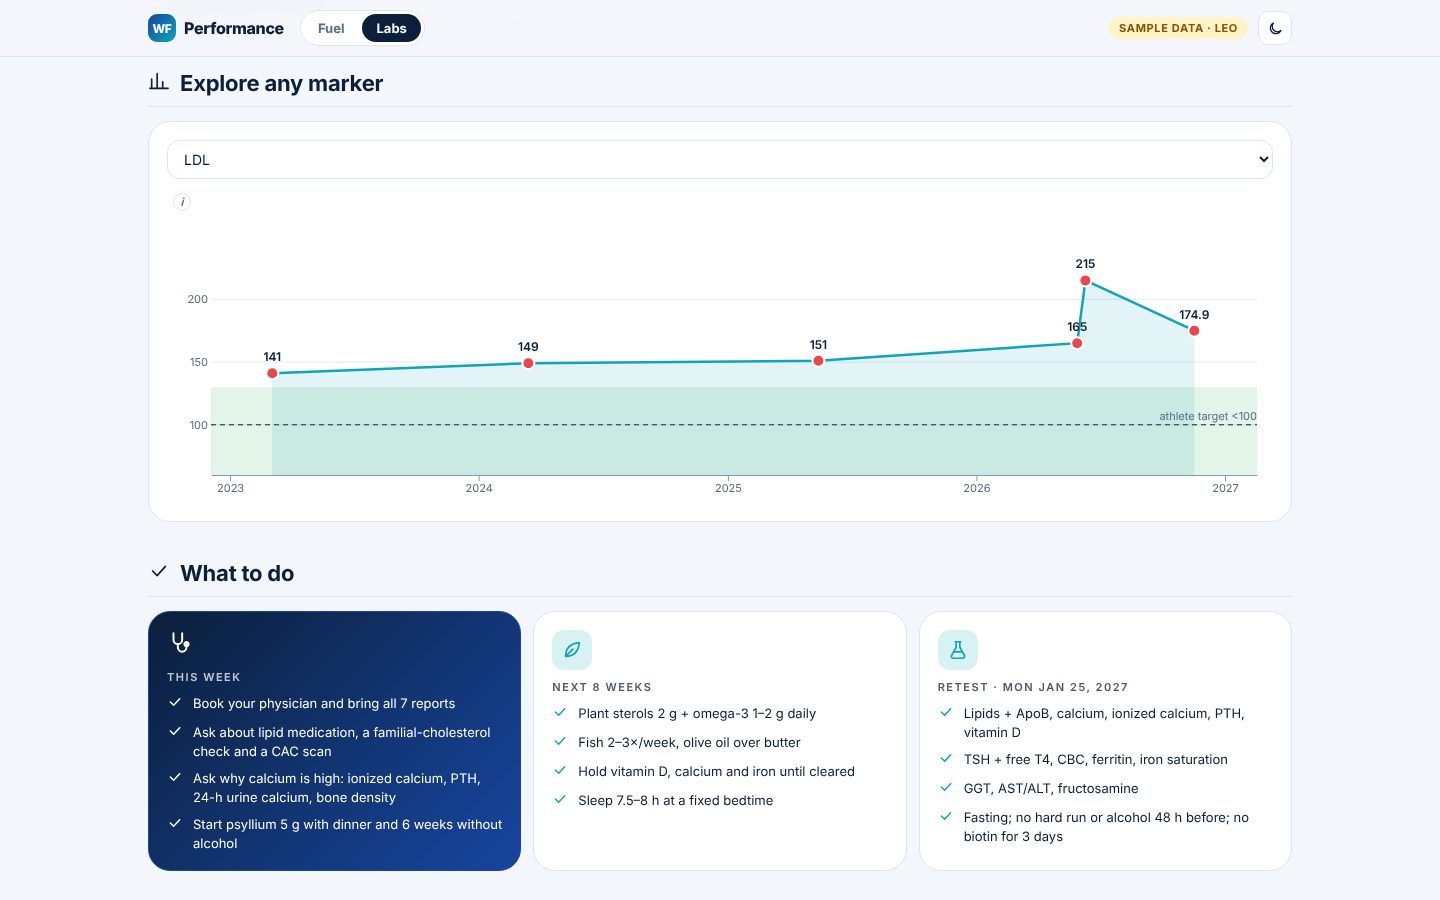 WF Performance Fuel Labs SAMPLE DATA · LEO
Explore any marker
LDL
i
215
200
174.9
165
151
149
141
150
athlete target <100
100
2023 2024 2025 2026 2027
What to do
THIS WEEK
Book your physician and bring all 7 reports
Ask about lipid medication, a familial-cholesterol
check and a CAC scan
Ask why calcium is high: ionized calcium, PTH,
24-h urine calcium, bone density
Start psyllium 5 g with dinner and 6 weeks without
alcohol
NEXT 8 WEEKS
Plant sterols 2 g + omega-3 1–2 g daily
Fish 2–3×/week, olive oil over butter
Hold vitamin D, calcium and iron until cleared
Sleep 7.5–8 h at a fixed bedtime
RETEST · MON JAN 25, 2027
Lipids + ApoB, calcium, ionized calcium, PTH,
vitamin D
TSH + free T4, CBC, ferritin, iron saturation
GGT, AST/ALT, fructosamine
Fasting; no hard run or alcohol 48 h before; no
biotin for 3 days